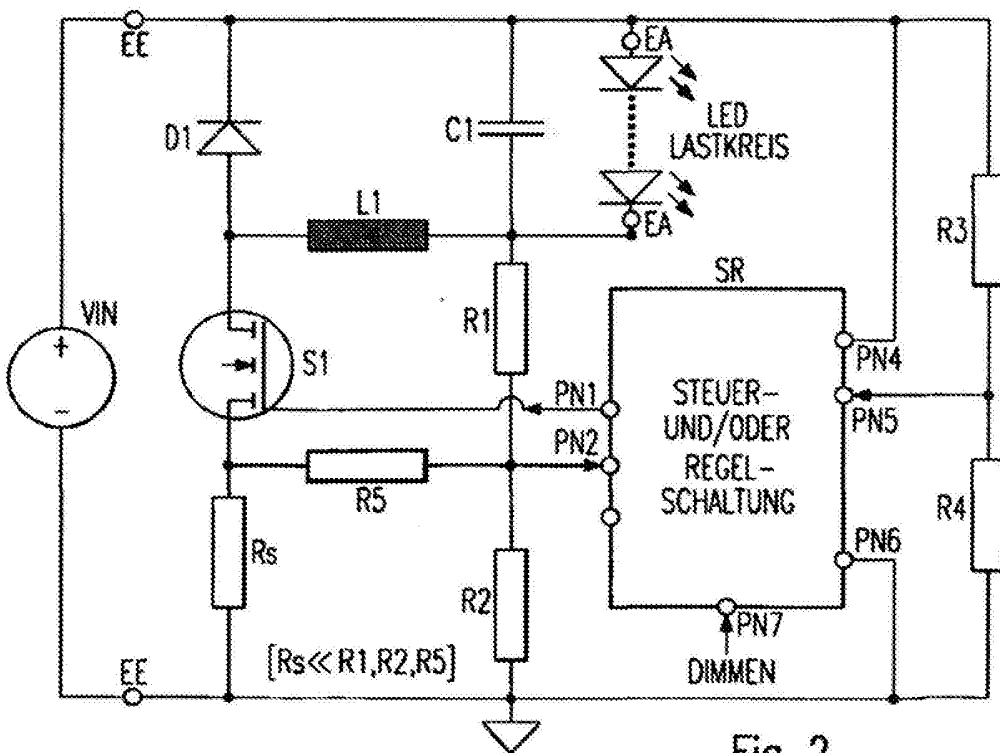 EE
EA
D1
C1
LED
LASTKREIS
L1
EA
R3
SR
VIN
+
-
S1
R1
PN4
PN1
STEUER-
UND/ODER
REGEL-
SCHALTUNG
PN5
PN2
R5
R4
Rs
PN6
R2
[Rs<<R1,R2,R5]
PN7
DIMMEN
EE
Fig. 2